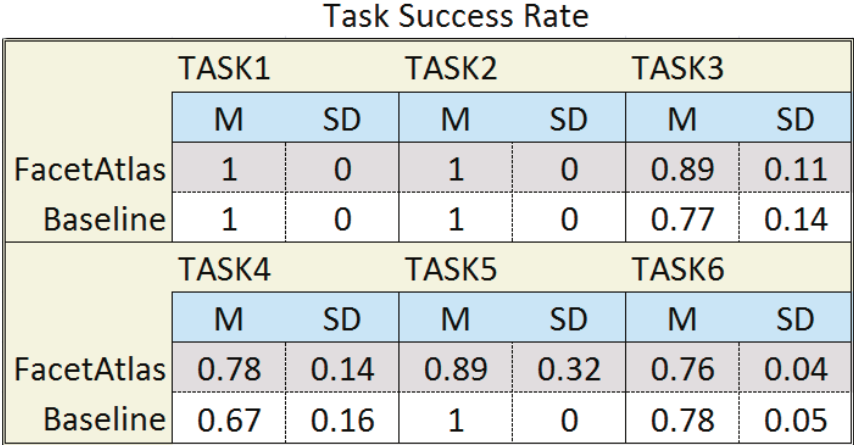 Task Success Rate
TASK1 TASK2 TASK3
M SD M SD M SD
FacetAtlas 1 0 1 0 0.89 0.11
Baseline 1 0 1 0 0.77 0.14
TASK4 TASK5 TASK6
M SD M SD M SD
FacetAtlas 0.78 0.14 0.89 0.32 0.76 0.04
Baseline 0.67 0.16 1 0 0.78 0.05